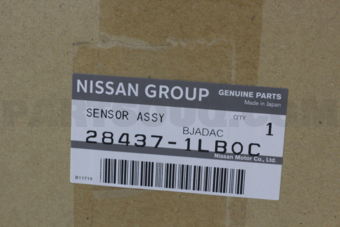 NISSAN GROUP GENUINE PARTS
Made in Japan
SENSOR ASSY QTY 1
BJADAC
28437-1LB0C
Nissan Motor Co., Ltd.